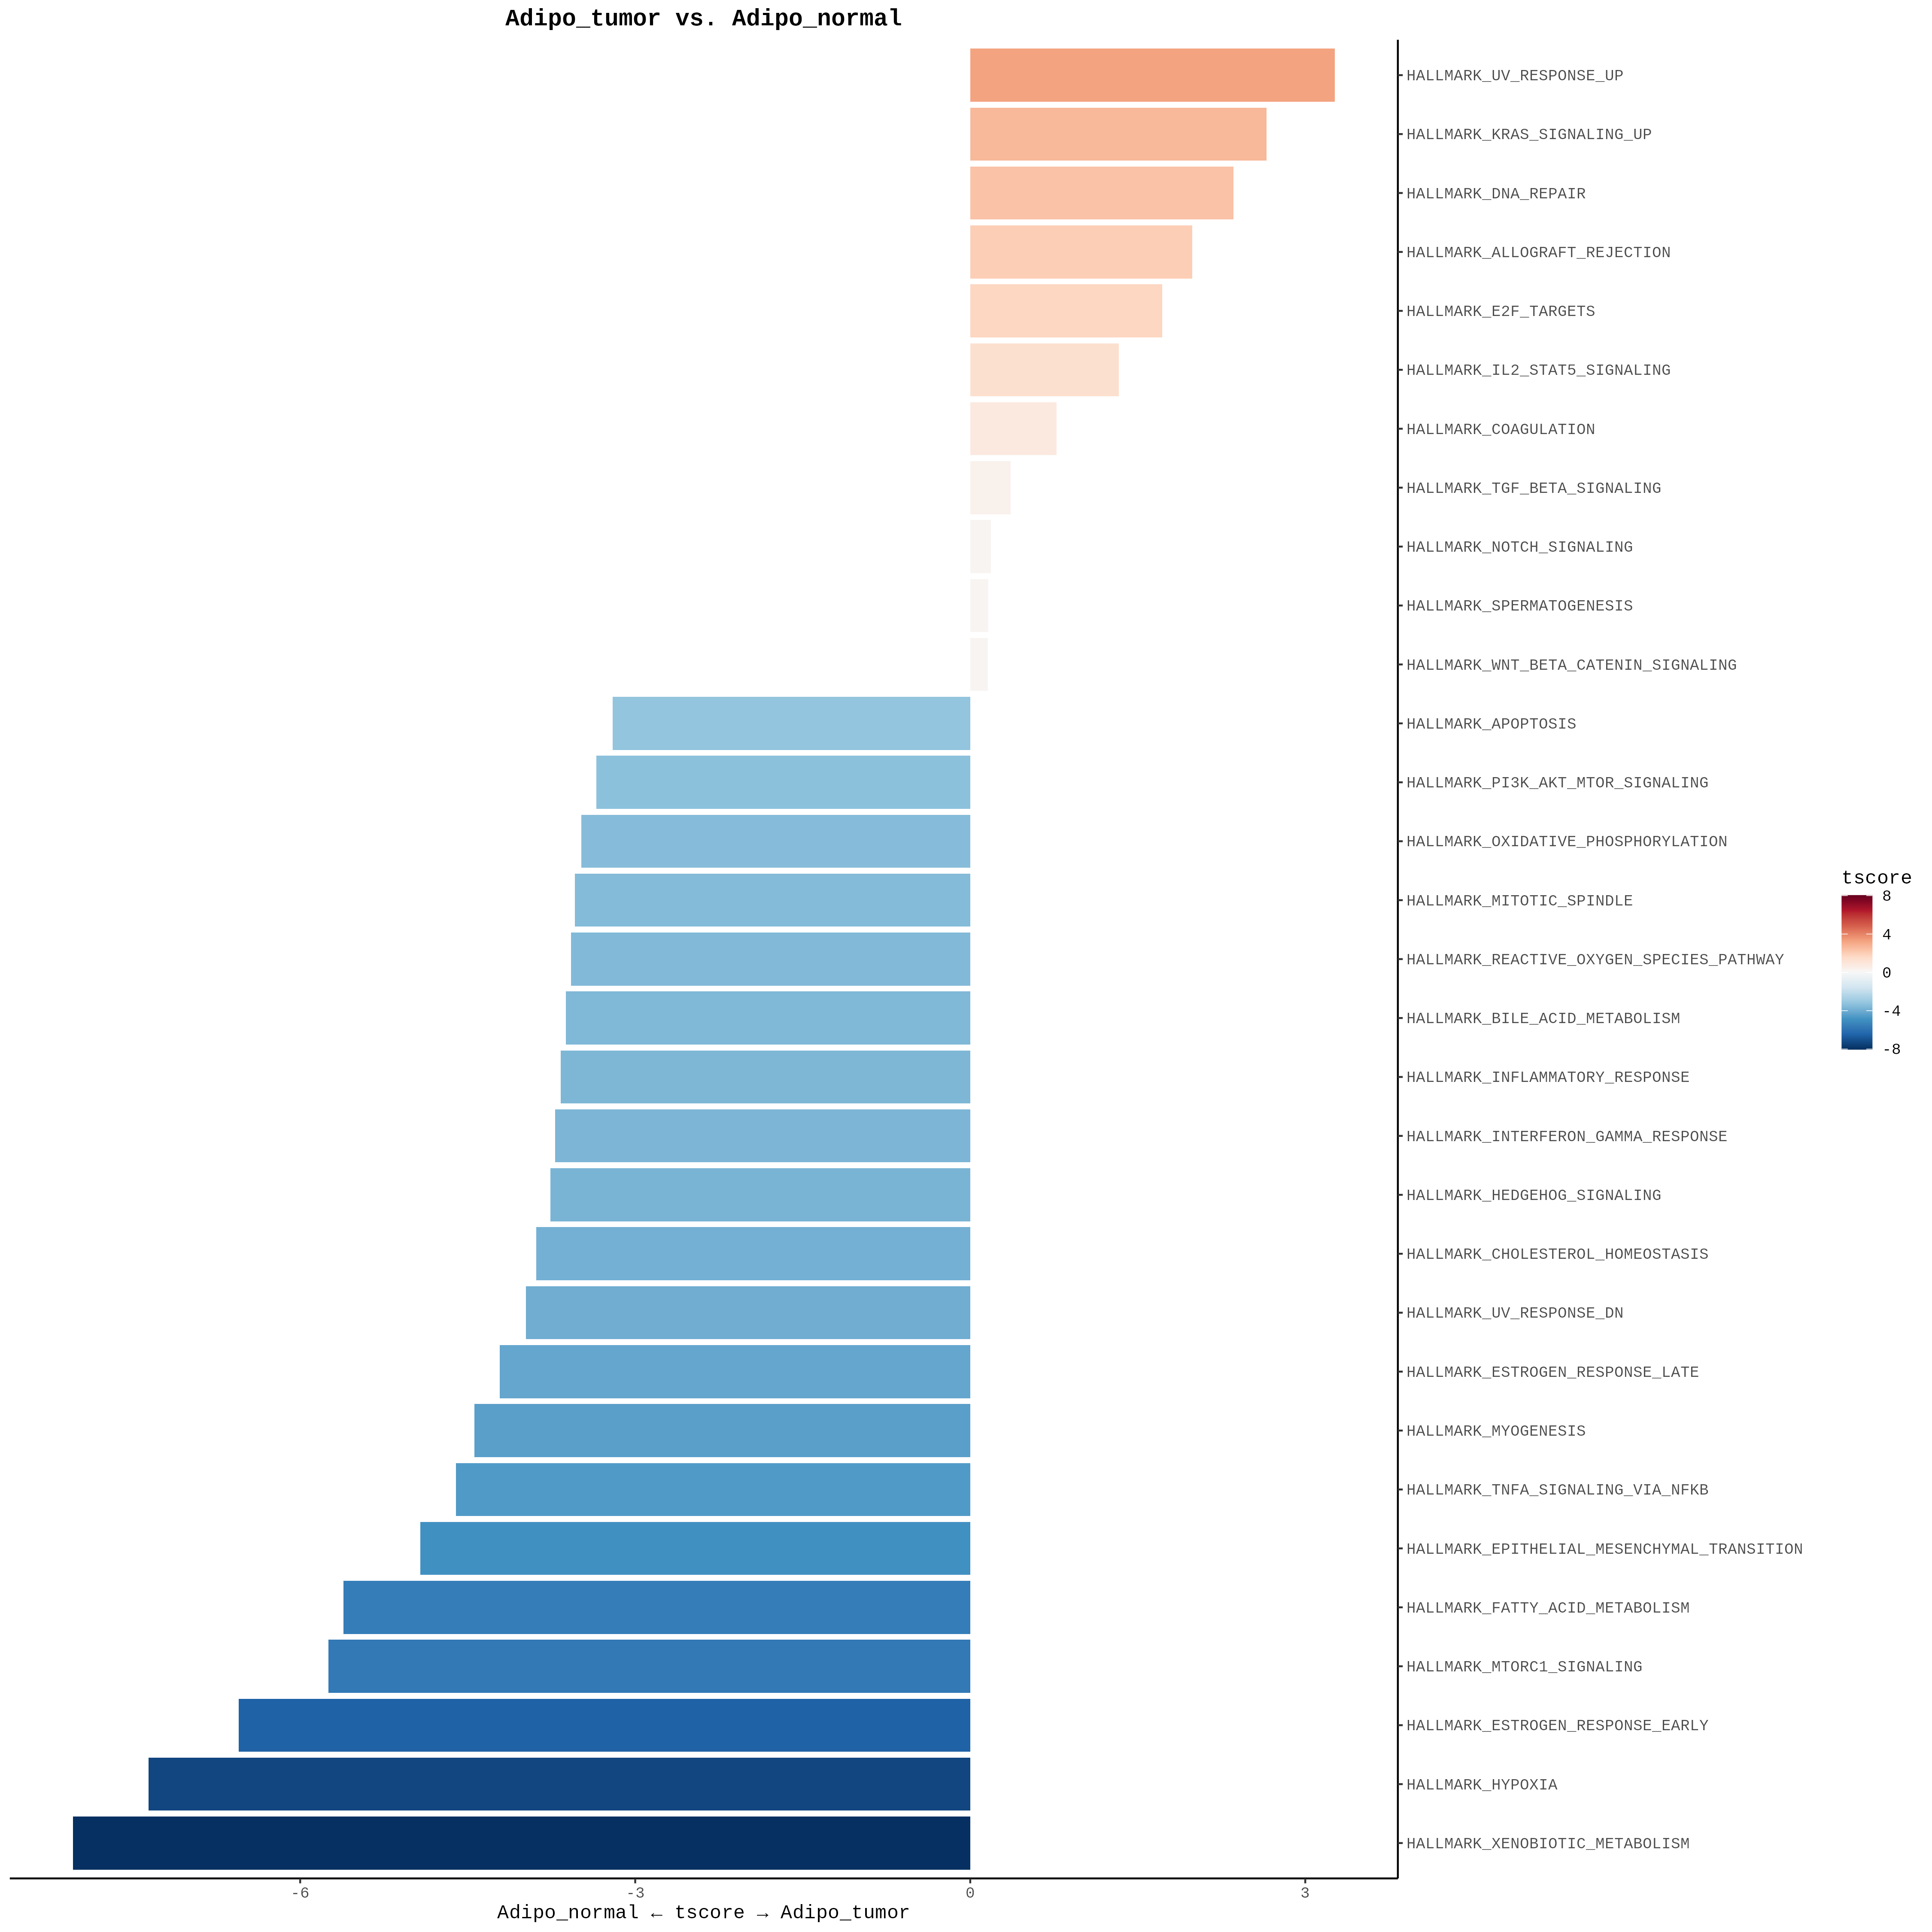 Adipo_tumor vs. Adipo_normal
HALLMARK_UV_RESPONSE_UP
HALLMARK_KRAS_SIGNALING_UP
HALLMARK_DNA_REPAIR
HALLMARK_ALLOGRAFT_REJECTION
HALLMARK_E2F_TARGETS
HALLMARK_IL2_STAT5_SIGNALING
HALLMARK_COAGULATION
HALLMARK_TGF_BETA_SIGNALING
HALLMARK_NOTCH_SIGNALING
HALLMARK_SPERMATOGENESIS
HALLMARK_WNT_BETA_CATENIN_SIGNALING
HALLMARK_APOPTOSIS
HALLMARK_PI3K_AKT_MTOR_SIGNALING
HALLMARK_OXIDATIVE_PHOSPHORYLATION
HALLMARK_MITOTIC_SPINDLE
HALLMARK_REACTIVE_OXYGEN_SPECIES_PATHWAY
HALLMARK_BILE_ACID_METABOLISM
HALLMARK_INFLAMMATORY_RESPONSE
HALLMARK_INTERFERON_GAMMA_RESPONSE
HALLMARK_HEDGEHOG_SIGNALING
HALLMARK_CHOLESTEROL_HOMEOSTASIS
HALLMARK_UV_RESPONSE_DN
HALLMARK_ESTROGEN_RESPONSE_LATE
HALLMARK_MYOGENESIS
HALLMARK_TNFA_SIGNALING_VIA_NFKB
HALLMARK_EPITHELIAL_MESENCHYMAL_TRANSITION
HALLMARK_FATTY_ACID_METABOLISM
HALLMARK_MTORC1_SIGNALING
HALLMARK_ESTROGEN_RESPONSE_EARLY
HALLMARK_HYPOXIA
HALLMARK_XENOBIOTIC_METABOLISM
-6 -3 0 3
Adipo_normal ← tscore → Adipo_tumor
tscore
8
4
0
-4
-8